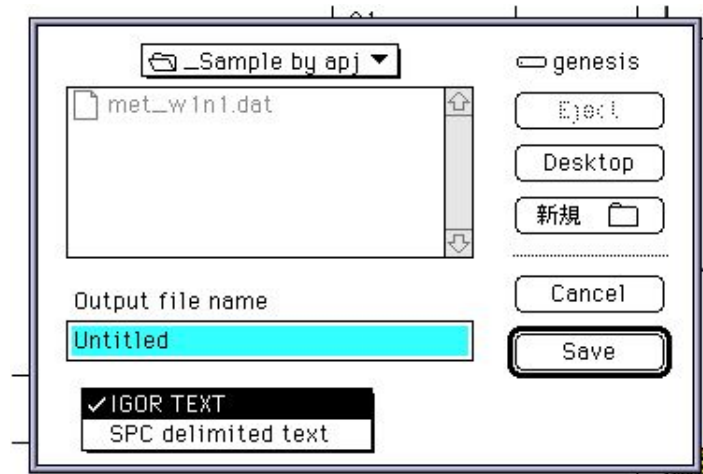 _Sample by apj
genesis
met_w1n1.dat
Eject
Desktop
新規
Output file name
Cancel
Untitled
Save
✓IGOR TEXT
SPC delimited text